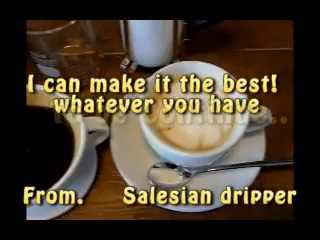 I can make it the best!
whatever you have
From. Salesian dripper